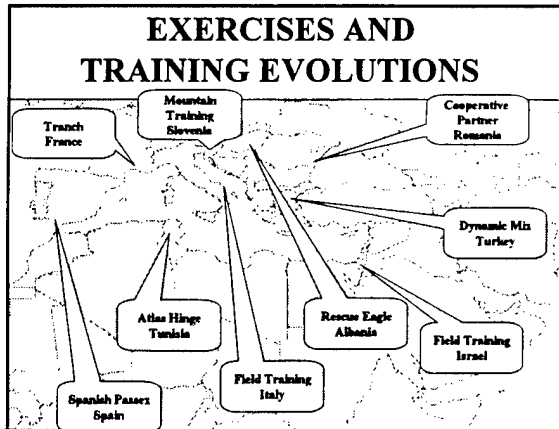 EXERCISES AND
TRAINING EVOLUTIONS
Mountain
Training
Slovenia
Cooperative
Partner
Romania
Tranch
France
Dynamic Mix
Turkey
Atlas Hinge
Tunisia
Rescue Eagle
Albania
Field Training
Israel
Field Training
Italy
Spanish Passex
Spain